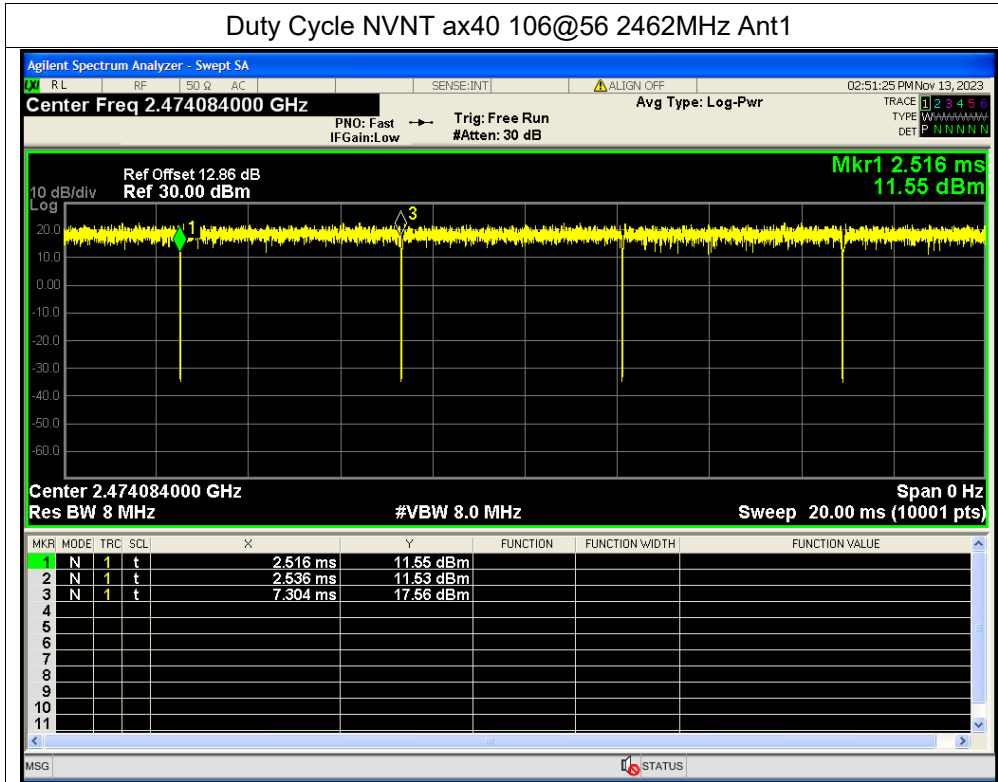 Duty Cycle NVNT ax40 106@56 2462MHz Ant1
Agilent Spectrum Analyzer - Swept SA
LXI RL RF 50 Ω AC SENSE:INT ALIGN OFF 02:51:25 PM Nov 13, 2023
Center Freq 2.474084000 GHz Avg Type: Log-Pwr TRACE 1 2 3 4 5 6
PNO: Fast Trig: Free Run TYPE WWWWWW
IFGain:Low #Atten: 30 dB DET P N N N N N
Mkr1 2.516 ms
Ref Offset 12.86 dB
10 dB/div Ref 30.00 dBm 11.55 dBm
Log
3
20.0
1
10.0
0.00
-10.0
-20.0
-30.0
-40.0
-50.0
-60.0
Center 2.474084000 GHz Span 0 Hz
Res BW 8 MHz #VBW 8.0 MHz Sweep 20.00 ms (10001 pts)
MKR MODE TRC SCL X Y FUNCTION FUNCTION WIDTH FUNCTION VALUE
1 N 1 t 2.516 ms 11.55 dBm
2 N 1 t 2.536 ms 11.53 dBm
3 N 1 t 7.304 ms 17.56 dBm
4
5
6
7
8
9
10
11
MSG STATUS